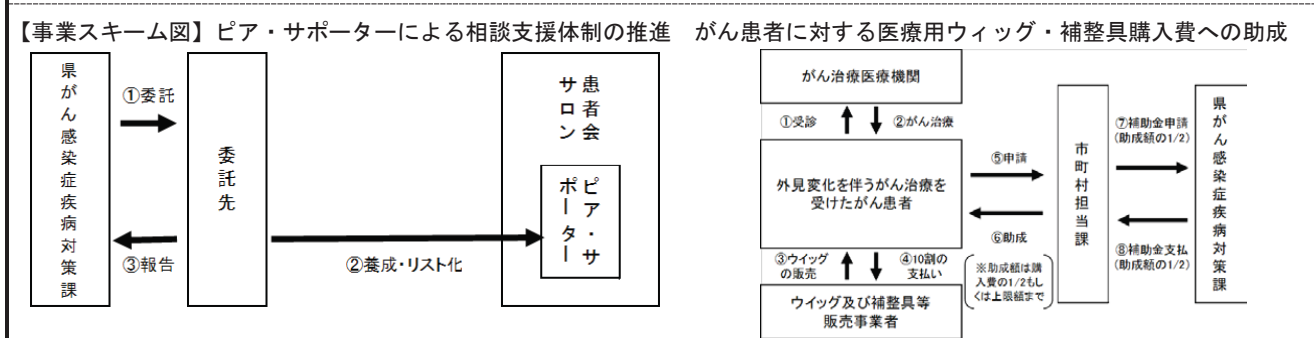 【事業スキーム図】ピア・サポーターによる相談支援体制の推進　がん患者に対する医療用ウィッグ・補整具購入費への助成
県がん感染症疾病対策課
①委託
③報告
委託先
②養成・リスト化
患者会
サロン
ピア・サ
ポーター
がん治療医療機関
①受診
②がん治療
外見変化を伴うがん治療を
受けたがん患者
③ウイッグ
の販売
④10割の
支払い
ウイッグ及び補整具等
販売事業者
⑤申請
⑥助成
※助成額は購
入費の1/2もし
くは上限額まで
市町村担当課
⑦補助金申請
(助成額の1/2)
⑧補助金支払
(助成額の1/2)
県がん感染症疾病対策課